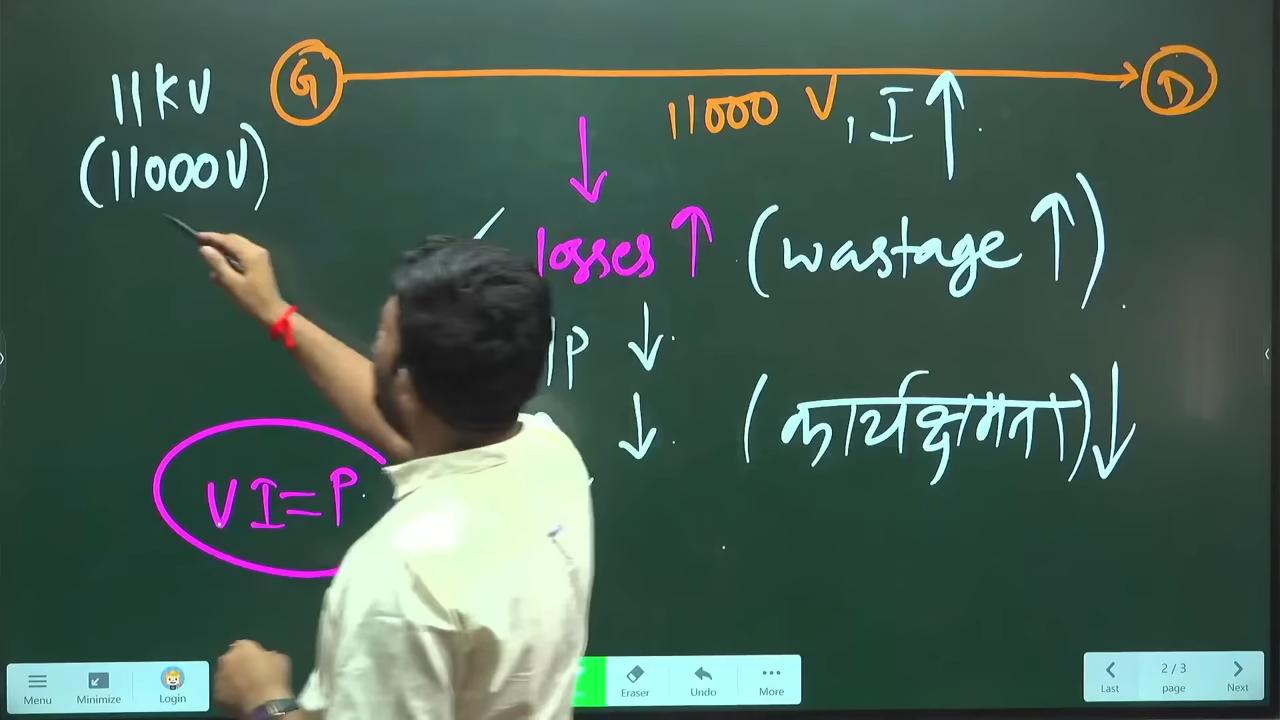 11kV G 11000 V, I↑ D
(11000V)
↓
losses ↑ (wastage ↑)
↓
↓ (कार्यक्षमता)↓
VI=P
Menu Minimize Login Eraser Undo More Last 2/3 page Next